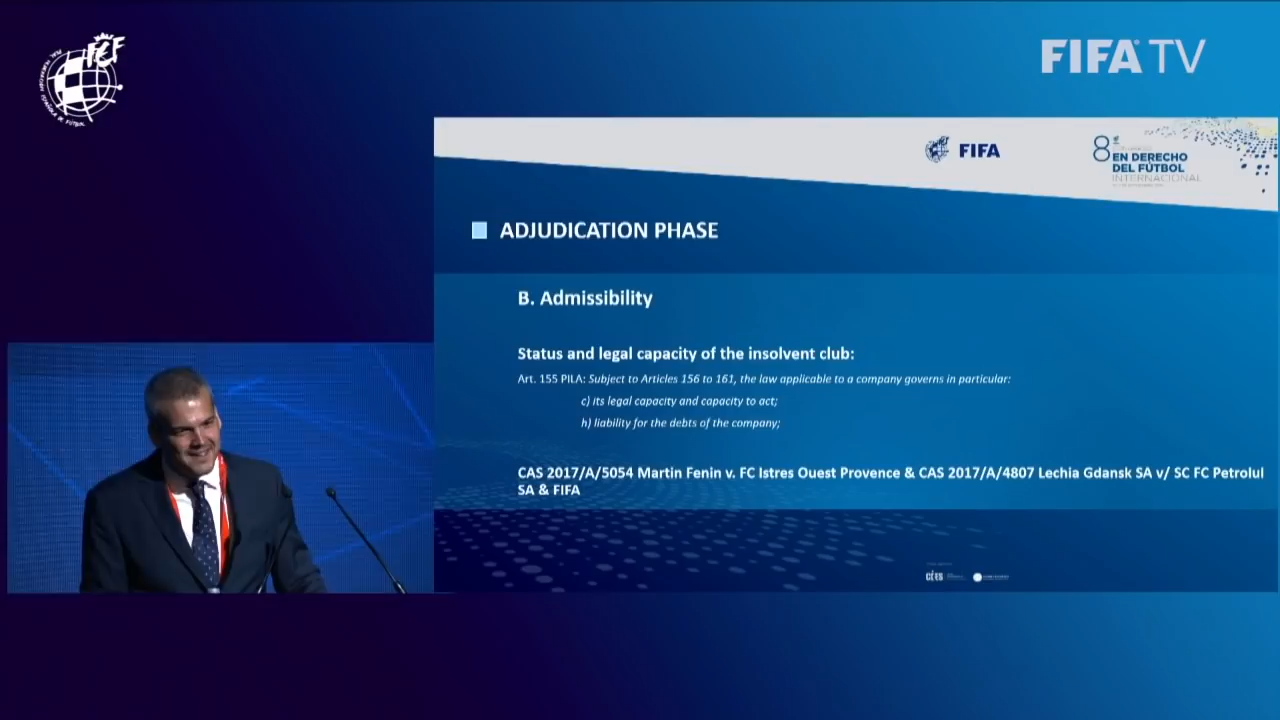 FIFA TV
FIFA
8
EN DERECHO
DEL FÚTBOL
INTERNACIONAL
ADJUDICATION PHASE
B. Admissibility
Status and legal capacity of the insolvent club:
Art. 155 PILA: Subject to Articles 156 to 161, the law applicable to a company governs in particular:
c) its legal capacity and capacity to act;
h) liability for the debts of the company;
CAS 2017/A/5054 Martin Fenin v. FC Istres Ouest Provence & CAS 2017/A/4807 Lechia Gdansk SA v/ SC FC Petrolul
SA & FIFA